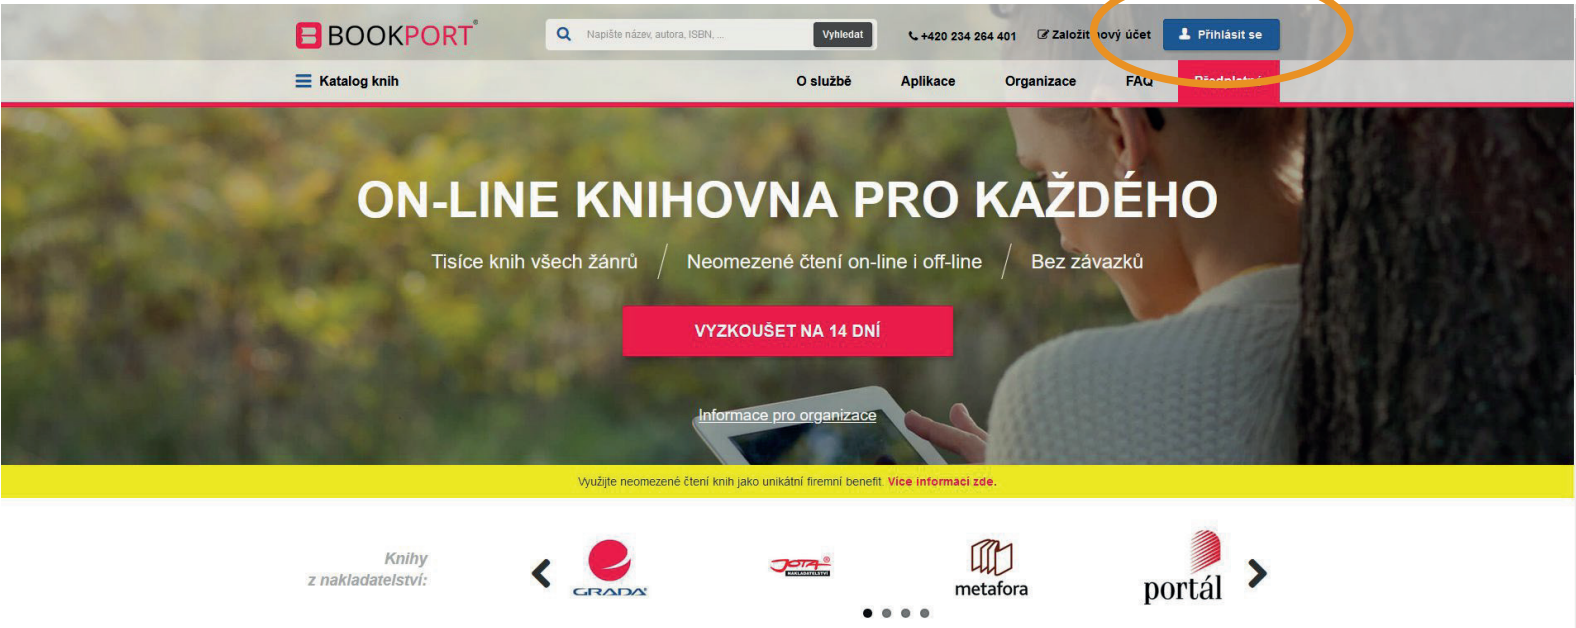 BOOKPORT®
Napište název, autora, ISBN, ...
Vyhledat
+420 234 264 401
Založit nový účet
Přihlásit se
Katalog knih
O službě
Aplikace
Organizace
FAQ
Předplatné
ON-LINE KNIHOVNA PRO KAŽDÉHO
Tisíce knih všech žánrů / Neomezené čtení on-line i off-line / Bez závazků
VYZKOUŠET NA 14 DNÍ
Informace pro organizace
Využijte neomezené čtení knih jako unikátní firemní benefit. Více informací zde.
Knihy
z nakladatelství:
GRADA
JOTA®
NAKLADATELSTVÍ
metafora
portál